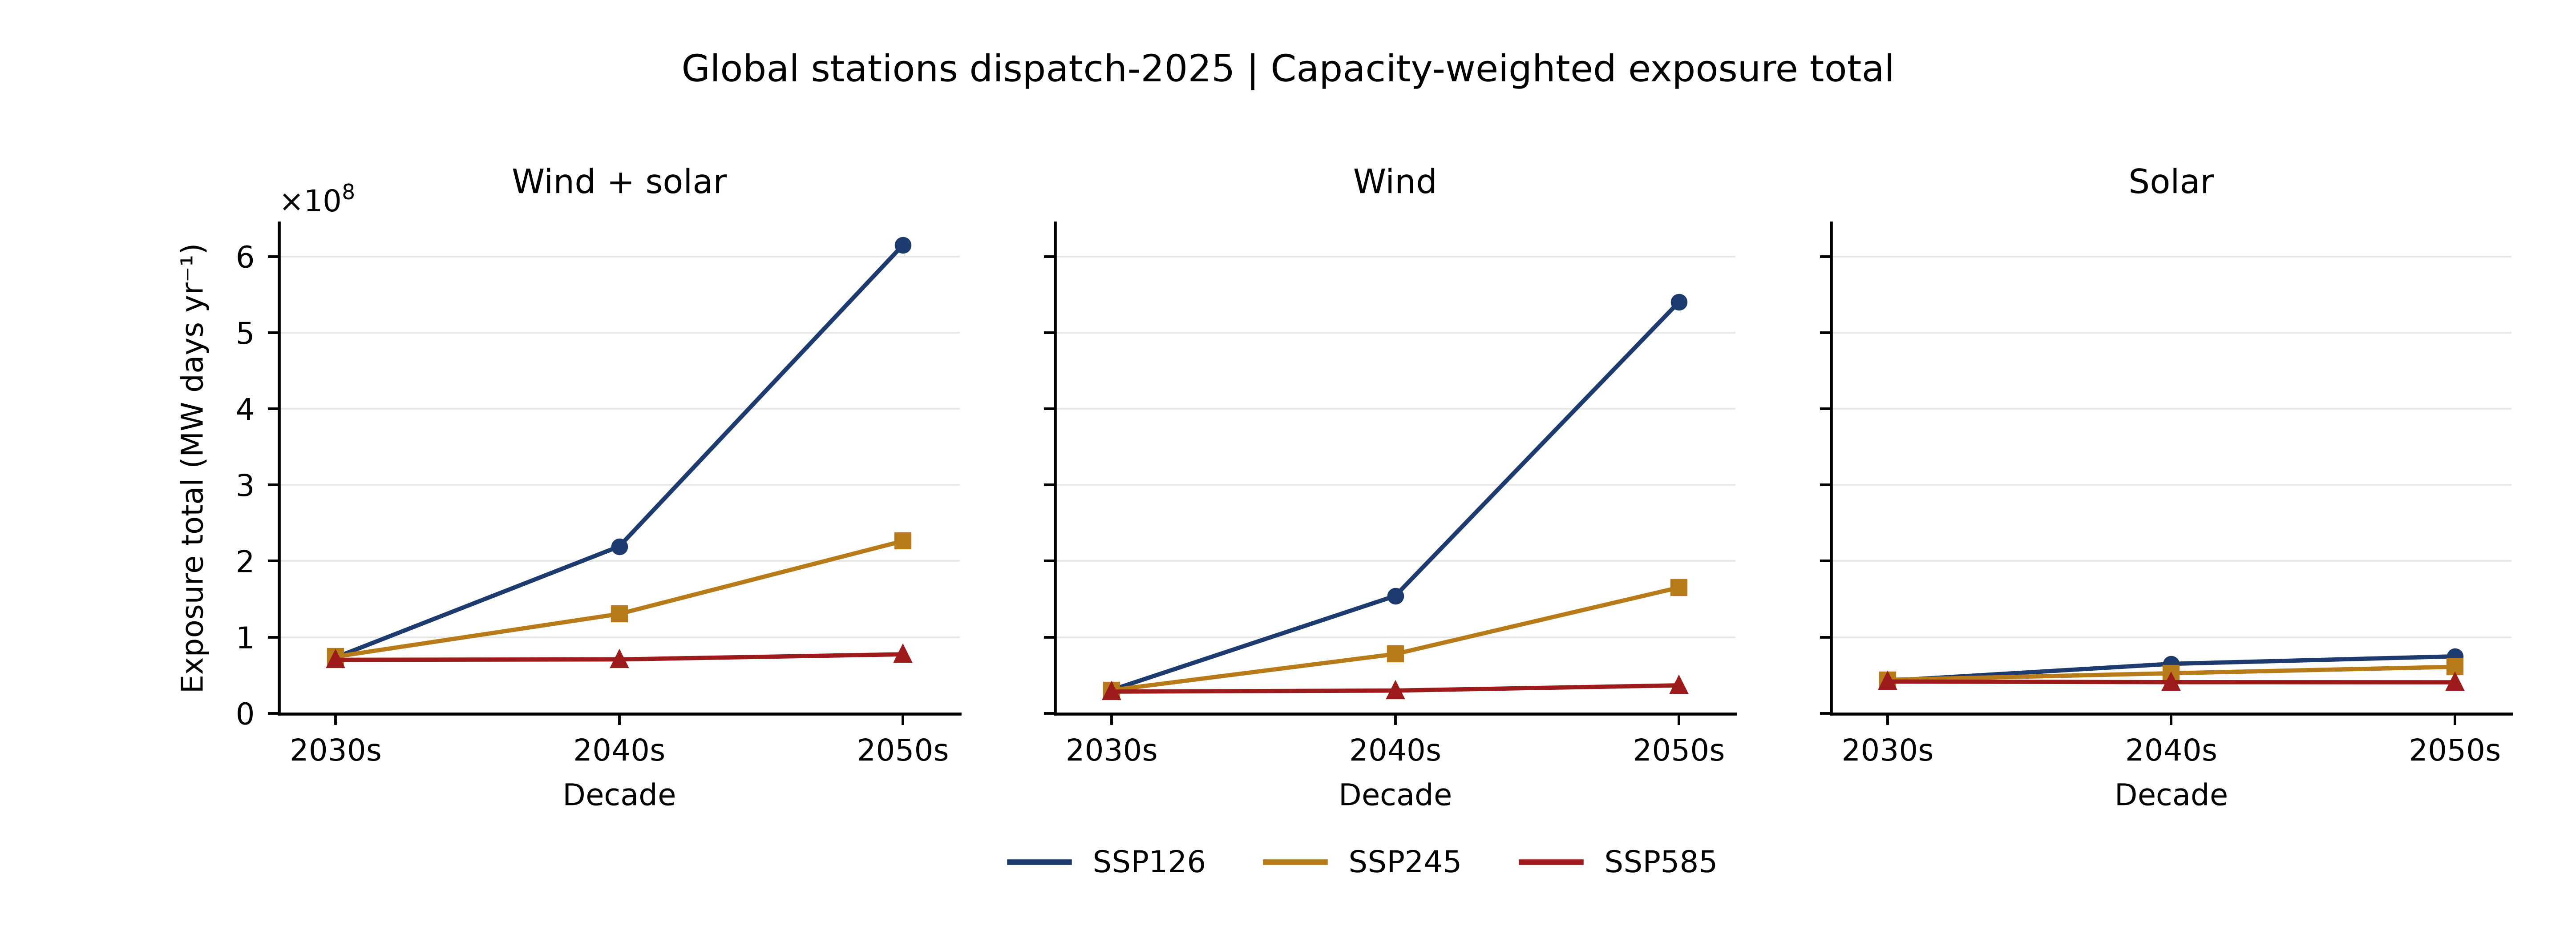 Global stations dispatch-2025 | Capacity-weighted exposure total
Wind + solar
×10⁸
Exposure total (MW days yr⁻¹)
6
5
4
3
2
1
0
2030s 2040s 2050s
Decade
Wind
2030s 2040s 2050s
Decade
Solar
2030s 2040s 2050s
Decade
SSP126 SSP245 SSP585